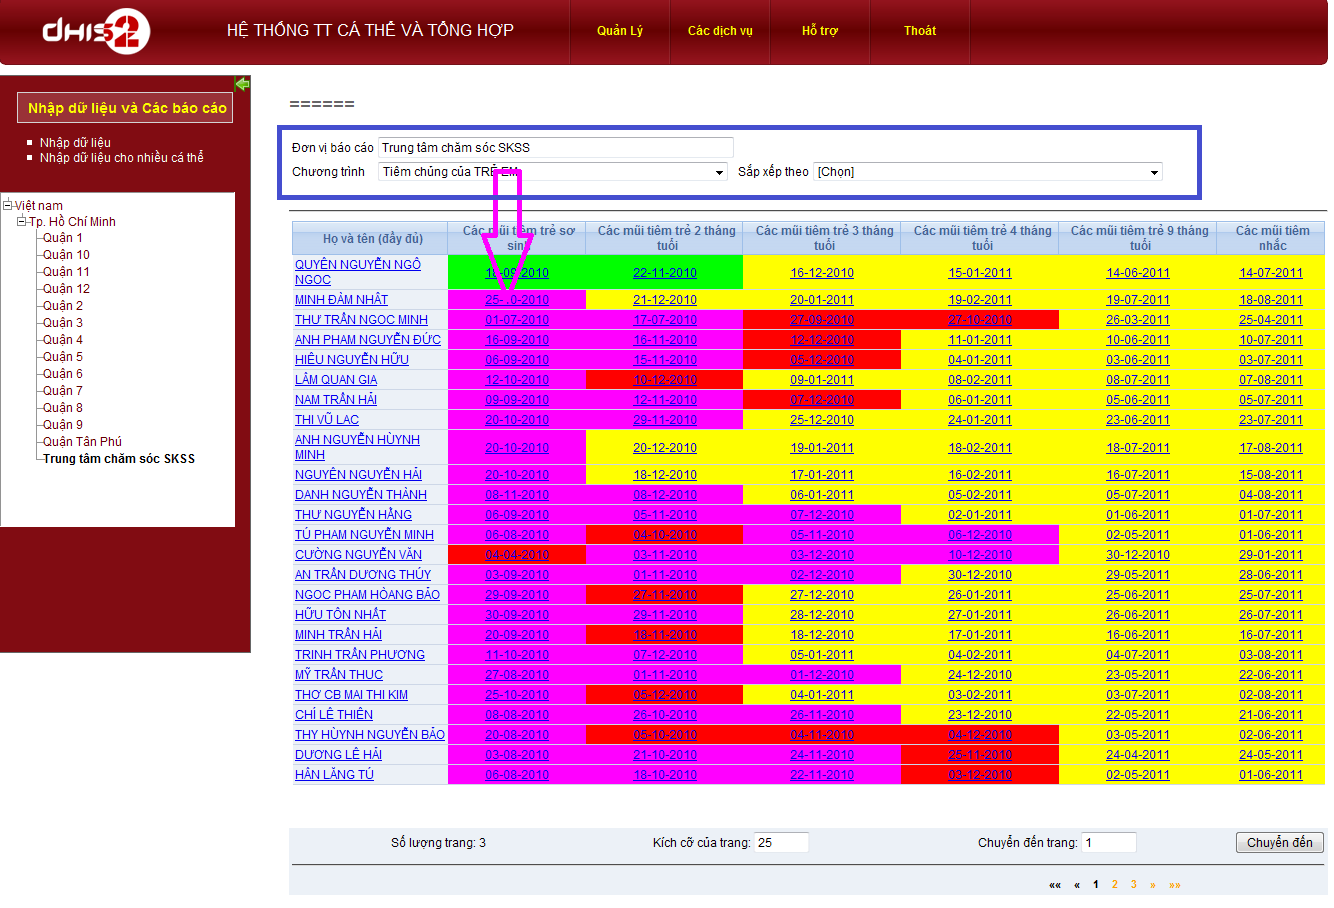 DHIS 2
HỆ THỐNG TT CÁ THỂ VÀ TỔNG HỢP
Quản Lý
Các dịch vụ
Hỗ trợ
Thoát
Nhập dữ liệu và Các báo cáo
Nhập dữ liệu
Nhập dữ liệu cho nhiều cá thể
Việt nam
Tp. Hồ Chí Minh
Quận 1
Quận 10
Quận 11
Quận 12
Quận 2
Quận 3
Quận 4
Quận 5
Quận 6
Quận 7
Quận 8
Quận 9
Quận Tân Phú
Trung tâm chăm sóc SKSS
======
Đơn vị báo cáo Trung tâm chăm sóc SKSS
Chương trình Tiêm chủng của TRẺ EM Sắp xếp theo [Chọn]
Họ và tên (đầy đủ) Các mũi tiêm trẻ sơ sinh Các mũi tiêm trẻ 2 tháng tuổi Các mũi tiêm trẻ 3 tháng tuổi Các mũi tiêm trẻ 4 tháng tuổi Các mũi tiêm trẻ 9 tháng tuổi Các mũi tiêm nhắc
QUYÊN NGUYỄN NGÔ NGOC 22-11-2010 16-12-2010 15-01-2011 14-06-2011 14-07-2011
MINH ĐÀM NHẤT 25-10-2010 21-12-2010 20-01-2011 19-02-2011 19-07-2011 18-08-2011
THƯ TRẦN NGOC MINH 01-07-2010 17-07-2010 27-09-2010 27-10-2010 26-03-2011 25-04-2011
ANH PHAM NGUYỄN ĐỨC 16-09-2010 16-11-2010 12-12-2010 11-01-2011 10-06-2011 10-07-2011
HIẾU NGUYỄN HỮU 06-09-2010 15-11-2010 05-12-2010 04-01-2011 03-06-2011 03-07-2011
LÂM QUAN GIA 12-10-2010 10-12-2010 09-01-2011 08-02-2011 08-07-2011 07-08-2011
NAM TRẦN HẢI 09-09-2010 12-11-2010 07-12-2010 06-01-2011 05-06-2011 05-07-2011
THI VŨ LAC 20-10-2010 29-11-2010 25-12-2010 24-01-2011 23-06-2011 23-07-2011
ANH NGUYỄN HUỲNH MINH 20-10-2010 20-12-2010 19-01-2011 18-02-2011 18-07-2011 17-08-2011
NGUYÊN NGUYỄN HẢI 20-10-2010 18-12-2010 17-01-2011 16-02-2011 16-07-2011 15-08-2011
DANH NGUYỄN THÀNH 08-11-2010 08-12-2010 06-01-2011 05-02-2011 05-07-2011 04-08-2011
THƯ NGUYỄN HẰNG 06-09-2010 05-11-2010 07-12-2010 02-01-2011 01-06-2011 01-07-2011
TÚ PHAM NGUYỄN MINH 06-08-2010 04-10-2010 05-11-2010 06-12-2010 02-05-2011 01-06-2011
CƯỜNG NGUYỄN VĂN 04-04-2010 03-11-2010 03-12-2010 10-12-2010 30-12-2010 29-01-2011
AN TRẦN DƯƠNG THÚY 03-09-2010 01-11-2010 02-12-2010 30-12-2010 29-05-2011 28-06-2011
NGOC PHAM HOÀNG BẢO 29-09-2010 27-11-2010 27-12-2010 26-01-2011 25-06-2011 25-07-2011
HỮU TÔN NHẤT 30-09-2010 29-11-2010 28-12-2010 27-01-2011 26-06-2011 26-07-2011
MINH TRẦN HẢI 20-09-2010 18-11-2010 18-12-2010 17-01-2011 16-06-2011 16-07-2011
TRINH TRẦN PHƯƠNG 11-10-2010 07-12-2010 05-01-2011 04-02-2011 04-07-2011 03-08-2011
MỸ TRẦN THUC 27-08-2010 01-11-2010 01-12-2010 24-12-2010 23-05-2011 22-06-2011
THƠ CB MAI THI KIM 25-10-2010 05-12-2010 04-01-2011 03-02-2011 03-07-2011 02-08-2011
CHÍ LÊ THIÊN 08-08-2010 26-10-2010 26-11-2010 23-12-2010 22-05-2011 21-06-2011
THY HUỲNH NGUYỄN BẢO 20-08-2010 05-10-2010 04-11-2010 04-12-2010 03-05-2011 02-06-2011
DƯƠNG LÊ HẢI 03-08-2010 21-10-2010 24-11-2010 25-11-2010 24-04-2011 24-05-2011
HÂN LĂNG TÚ 06-08-2010 18-10-2010 22-11-2010 03-12-2010 02-05-2011 01-06-2011
Số lượng trang: 3 Kích cỡ của trang: 25 Chuyển đến trang: 1 Chuyển đến
«« « 1 2 3 » »»